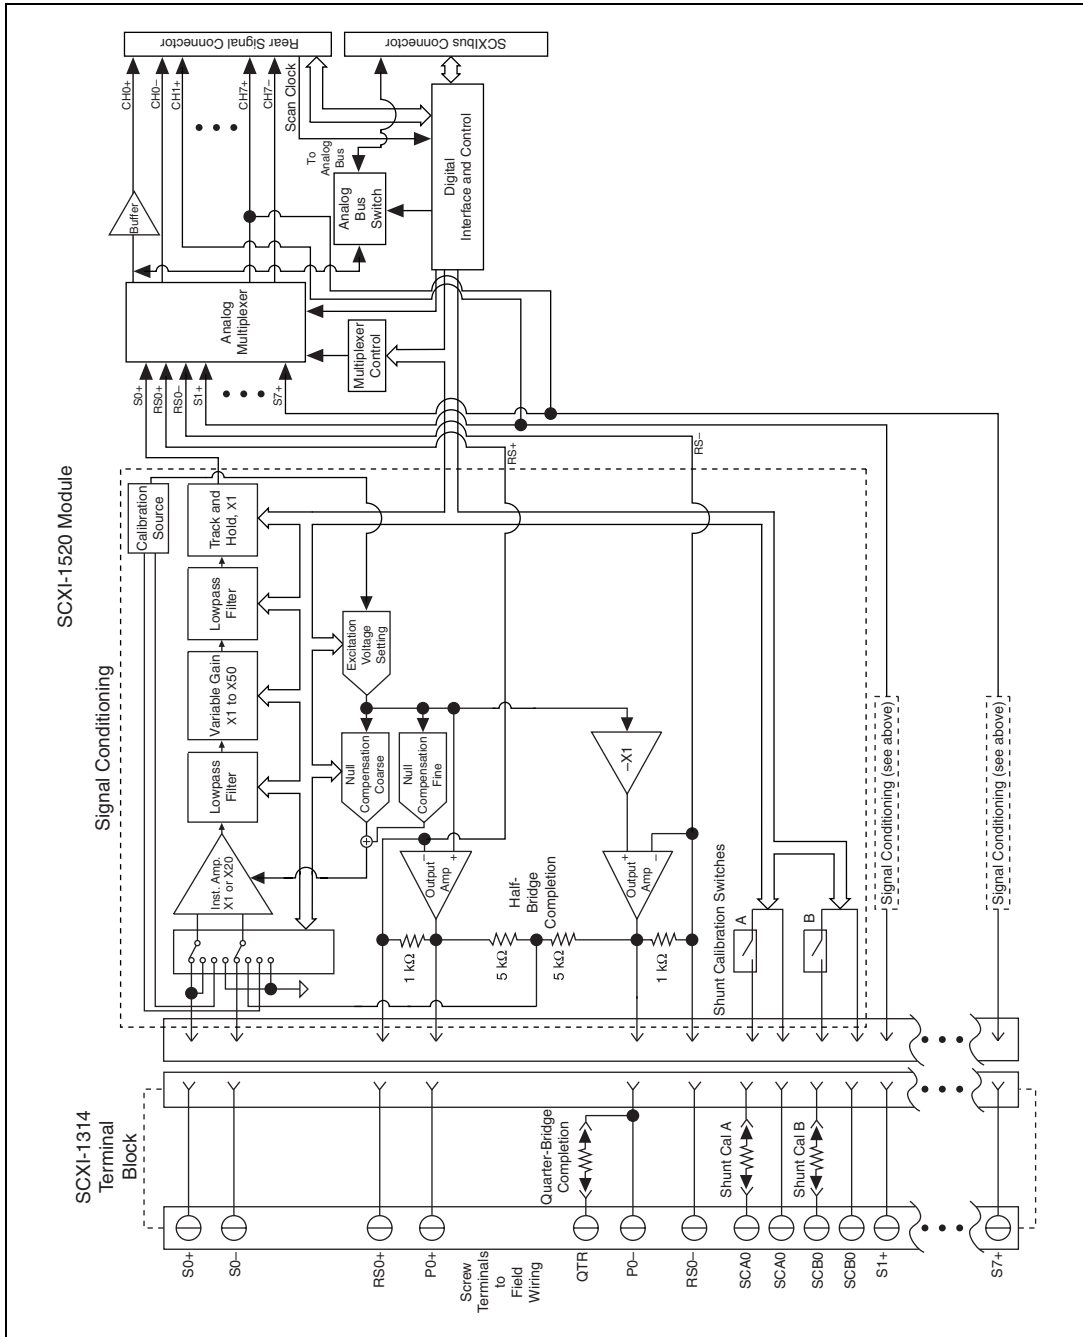 SCXI-1314
Terminal
Block
S0+
S0–
RS0+
P0+
Screw
Terminals
to
Field
Wiring
QTR
P0–
RS0–
SCA0
SCA0
SCB0
SCB0
S1+
S7+
Quarter-Bridge
Completion
Shunt Cal A
Shunt Cal B
SCXI-1520 Module
Signal Conditioning
Inst. Amp.
X1 or X20
Lowpass
Filter
Variable Gain
X1 to X50
Lowpass
Filter
Track and
Hold, X1
Calibration
Source
Null
Compensation
Coarse
Null
Compensation
Fine
Excitation
Voltage
Setting
+
–
+
Output
Amp
1 kΩ
5 kΩ
Half-
Bridge
Completion
5 kΩ
1 kΩ
+
–
Output
Amp
–X1
Shunt Calibration Switches
A
B
Signal Conditioning (see above)
Signal Conditioning (see above)
RS+
RS–
S0+
RS0+
RS0–
S1+
S7+
Analog
Multiplexer
Multiplexer
Control
Buffer
Analog
Bus
Switch
To
Analog
Bus
Digital
Interface and Control
CH0+
CH0–
CH1+
CH7+
CH7–
Scan Clock
Rear Signal Connector
SCXIbus Connector